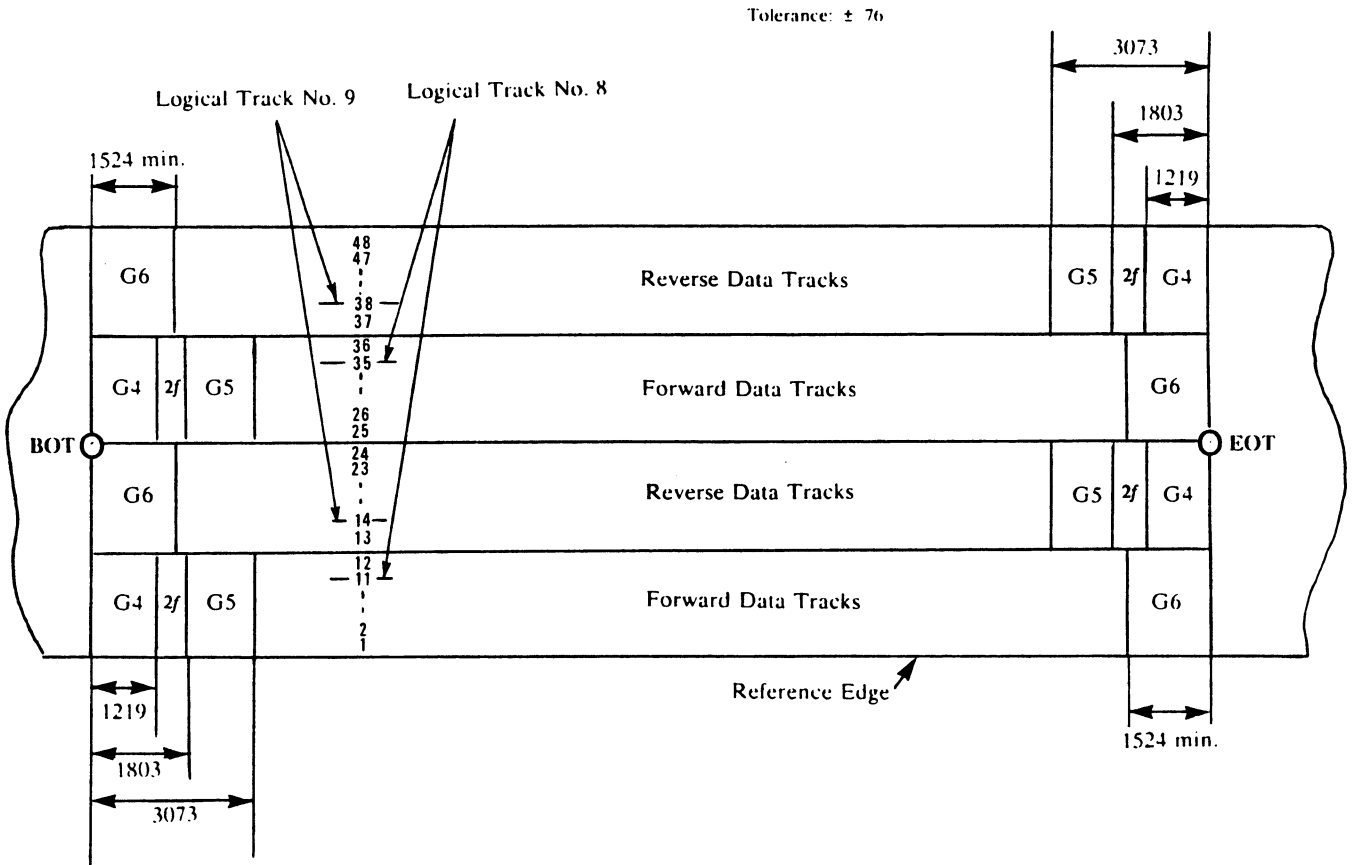 Tolerance: ± 76
3073
Logical Track No. 9 Logical Track No. 8
1803
1524 min.
1219
48
47
G6 Reverse Data Tracks G5 2f G4
38
37
36
35
G4 2f G5 Forward Data Tracks G6
26
25
BOT EOT
24
23
G6 Reverse Data Tracks G5 2f G4
14
13
12
11
G4 2f G5 Forward Data Tracks G6
2
1
Reference Edge
1219
1524 min.
1803
3073